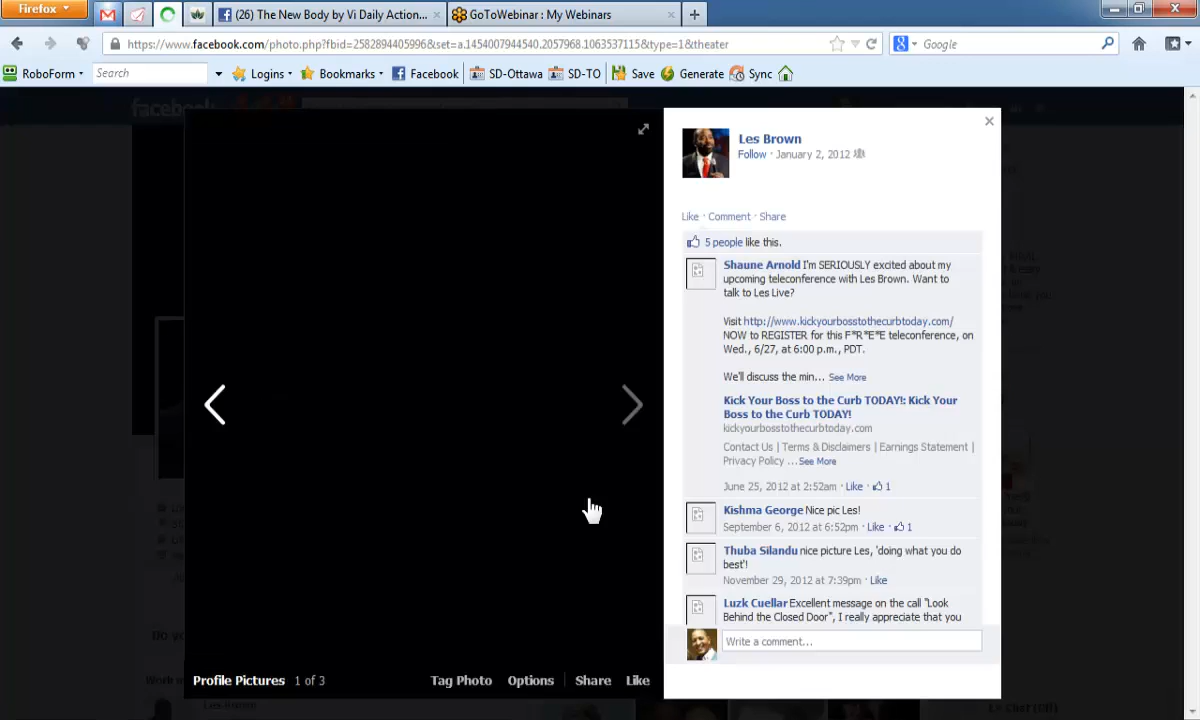 Firefox
(26) The New Body by Vi Daily Action...
GoToWebinar : My Webinars
https://www.facebook.com/photo.php?fbid=2582894405996&set=a.1454007944540.2057968.1063537115&type=1&theater
Google
RoboForm
Search
Logins
Bookmarks
Facebook
SD-Ottawa
SD-TO
Save
Generate
Sync
facebook
Les Brown
Follow · January 2, 2012
Like · Comment · Share
5 people like this.
Shaune Arnold I'm SERIOUSLY excited about my
upcoming teleconference with Les Brown. Want to
talk to Les Live?
Visit http://www.kickyourbosstothecurbtoday.com/
NOW to REGISTER for this F*R*E*E teleconference, on
Wed., 6/27, at 6:00 p.m., PDT.
We'll discuss the min... See More
Kick Your Boss to the Curb TODAY!: Kick Your
Boss to the Curb TODAY!
kickyourbosstothecurbtoday.com
Contact Us | Terms & Disclaimers | Earnings Statement |
Privacy Policy ... See More
June 25, 2012 at 2:52am · Like · 1
Kishma George Nice pic Les!
September 6, 2012 at 6:52pm · Like · 1
Thuba Silandu nice picture Les, 'doing what you do
best'!
November 29, 2012 at 7:39pm · Like
Luzk Cuellar Excellent message on the call "Look
Behind the Closed Door", I really appreciate that you
Write a comment...
Profile Pictures 1 of 3
Tag Photo Options Share Like
Les Brown